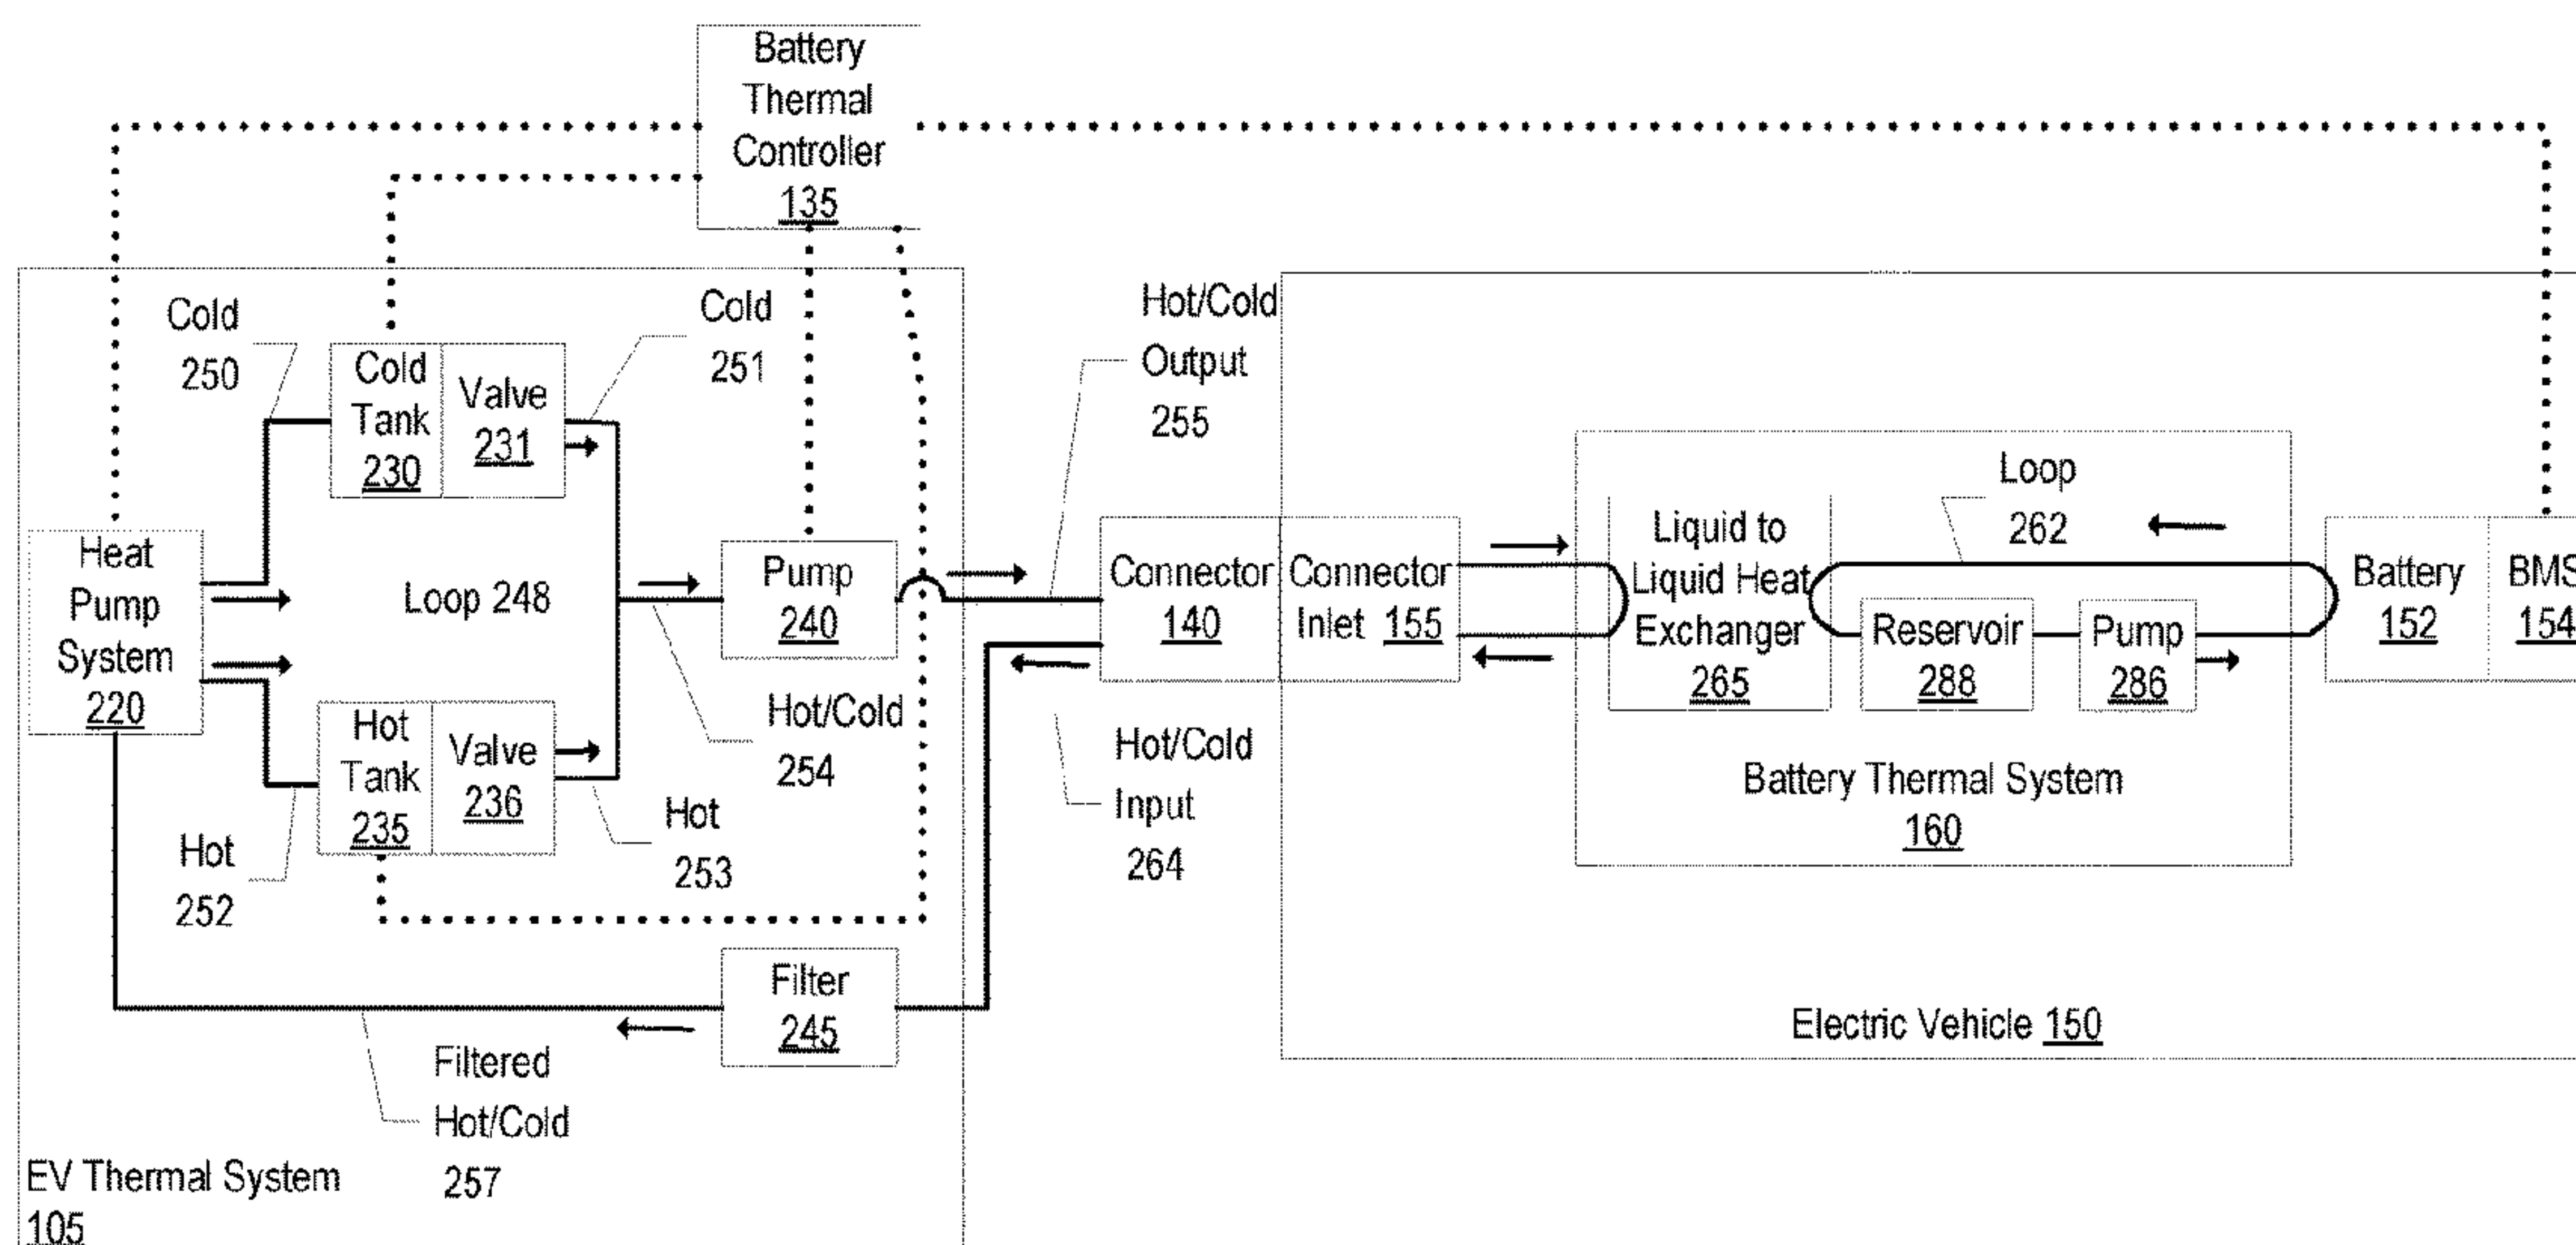 Battery
Thermal
Controller
135
Cold
250
Cold
Tank
230
Valve
231
Cold
251
Hot/Cold
Output
255
Heat
Pump
System
220
Loop 248
Pump
240
Hot/Cold
254
Hot
Tank
235
Valve
236
Hot
252
Hot
253
Connector
140
Connector
Inlet 155
Hot/Cold
Input
264
Liquid to
Liquid Heat
Exchanger
265
Loop
262
Reservoir
288
Pump
286
Battery
152
BMS
154
Battery Thermal System
160
Filter
245
Filtered
Hot/Cold
257
Electric Vehicle 150
EV Thermal System
105